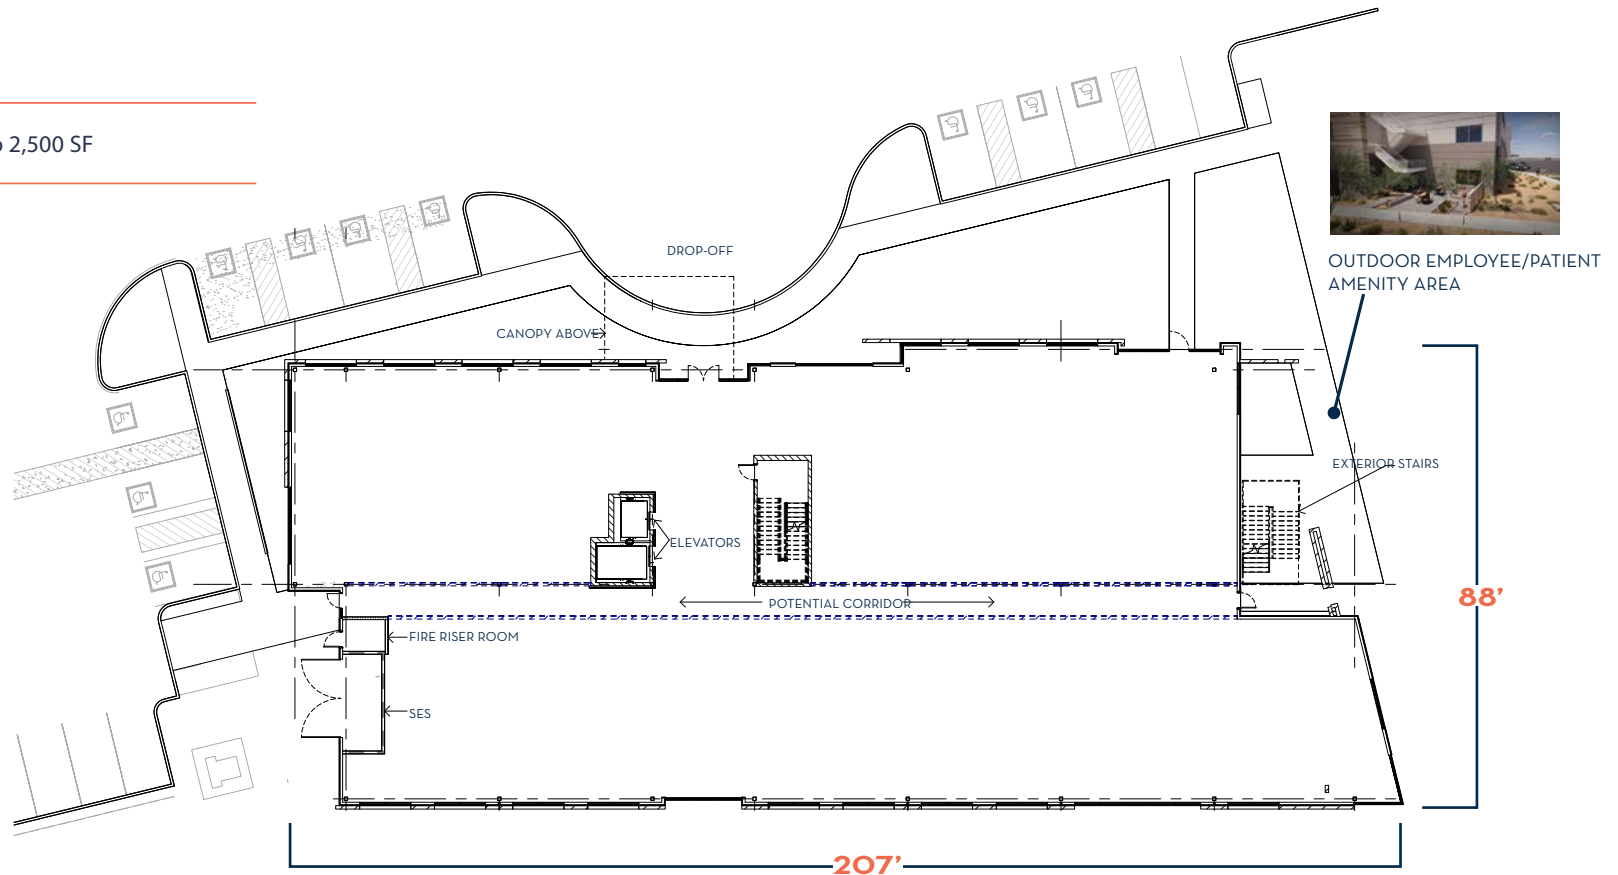 2,500 SF
DROP-OFF
CANOPY ABOVE
OUTDOOR EMPLOYEE/PATIENT
AMENITY AREA
EXTERIOR STAIRS
ELEVATORS
POTENTIAL CORRIDOR
88'
FIRE RISER ROOM
SES
207'